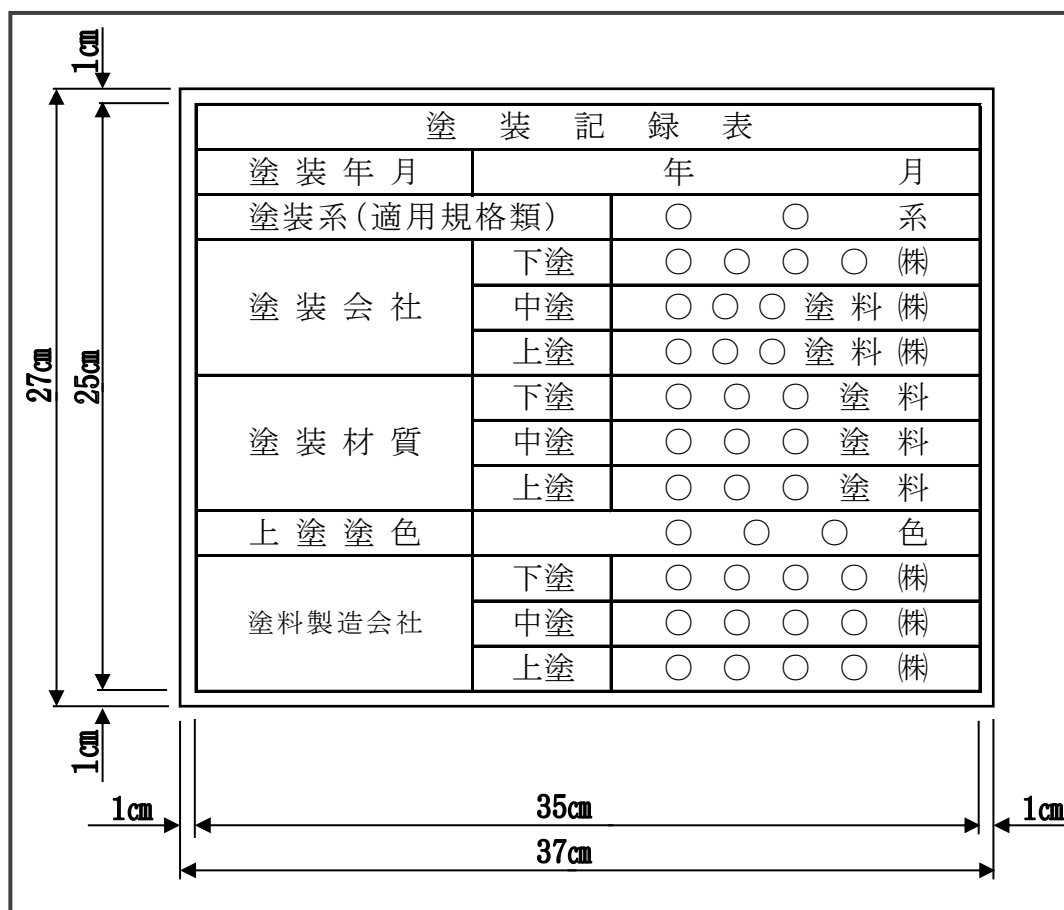 1㎝
塗装記録表
塗装年月 年 月
塗装系(適用規格類) ○ ○ 系
塗装会社 下塗 ○ ○ ○ ○ ㈱
中塗 ○ ○ ○ 塗 料 ㈱
上塗 ○ ○ ○ 塗 料 ㈱
塗装材質 下塗 ○ ○ ○ 塗 料
中塗 ○ ○ ○ 塗 料
上塗 ○ ○ ○ 塗 料
上塗塗色 ○ ○ ○ 色
塗料製造会社 下塗 ○ ○ ○ ○ ㈱
中塗 ○ ○ ○ ○ ㈱
上塗 ○ ○ ○ ○ ㈱
27㎝
25㎝
1㎝
1㎝
35㎝
1㎝
37㎝